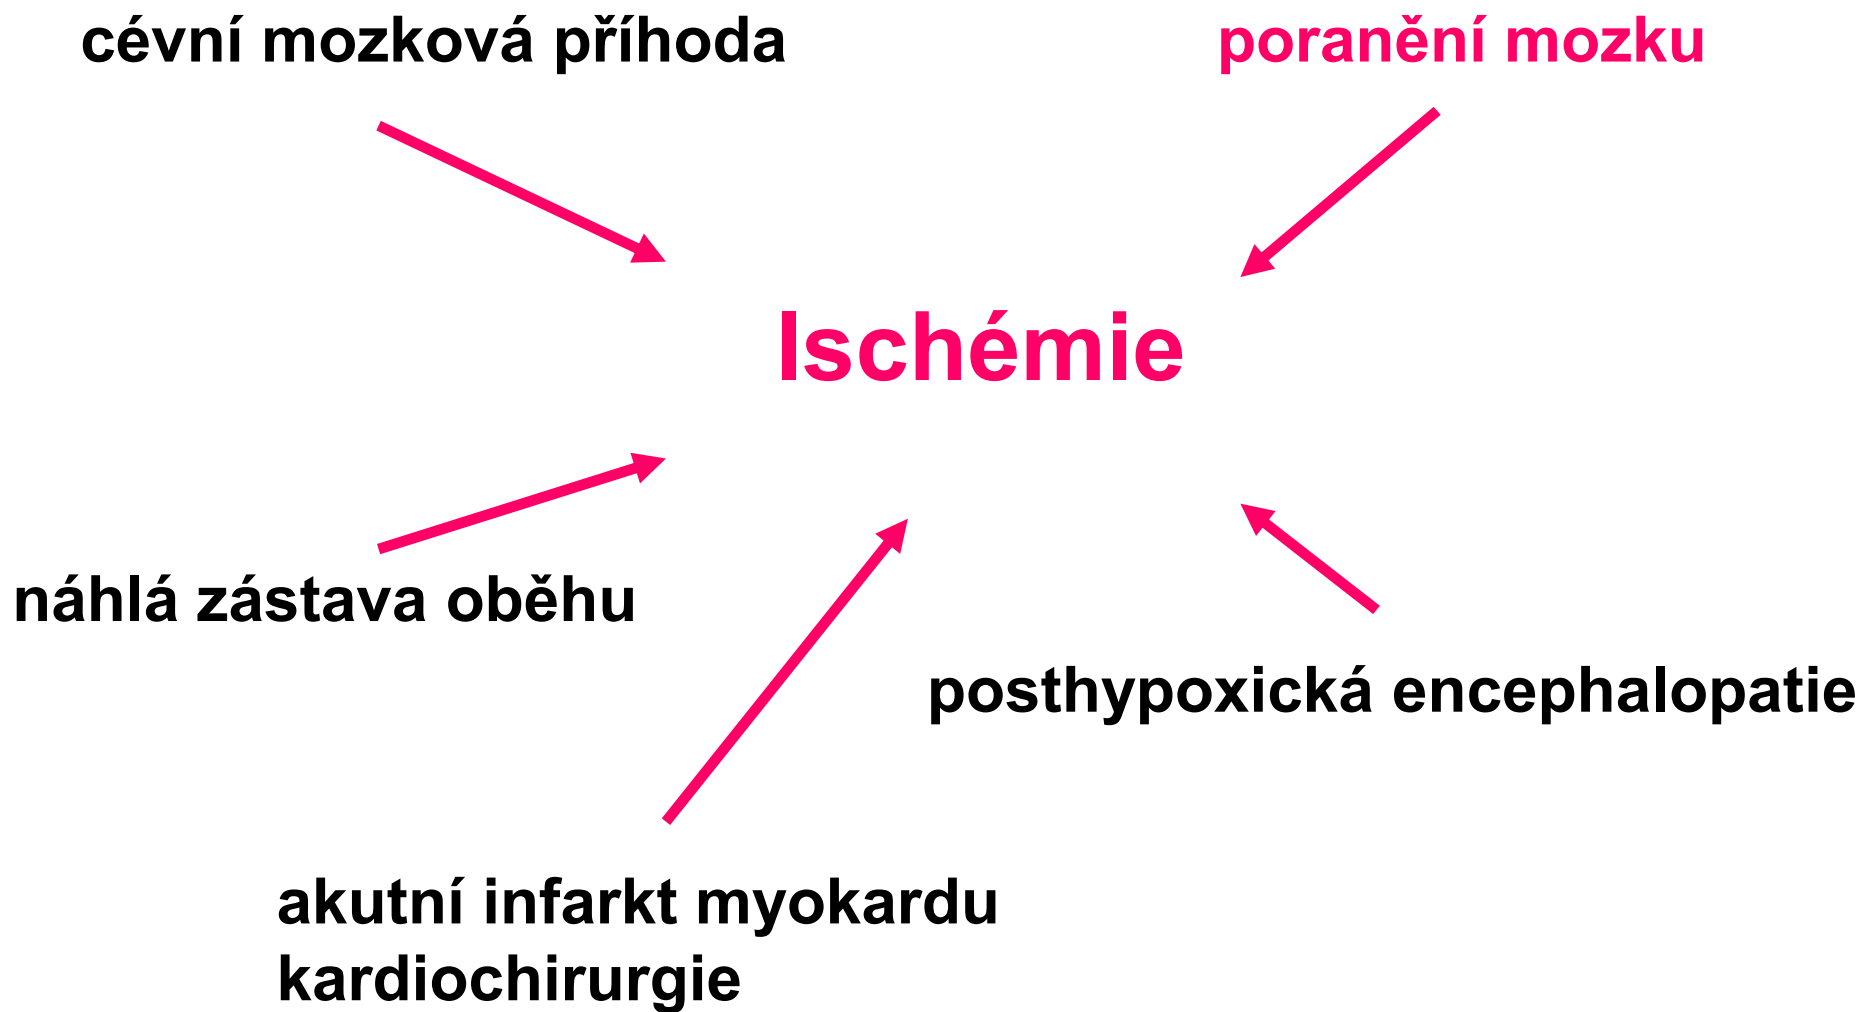 cévní mozková příhoda
poranění mozku
Ischémie
náhlá zástava oběhu
posthypoxická encephalopatie
akutní infarkt myokardu
kardiochirurgie